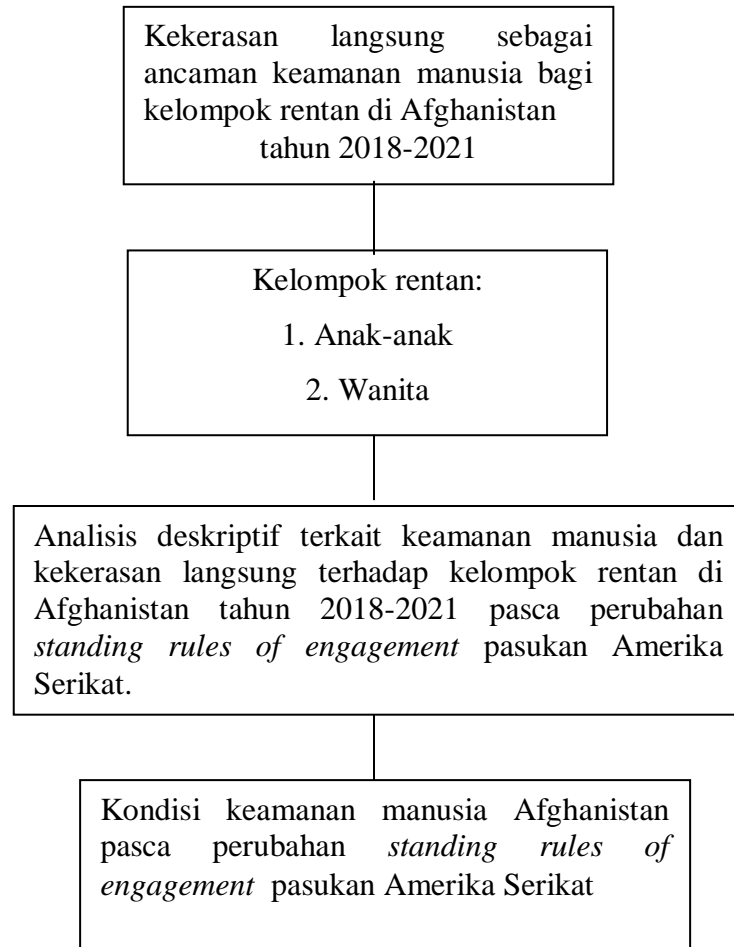 Kekerasan langsung sebagai
ancaman keamanan manusia bagi
kelompok rentan di Afghanistan
tahun 2018-2021
Kelompok rentan:
1. Anak-anak
2. Wanita
Analisis deskriptif terkait keamanan manusia dan
kekerasan langsung terhadap kelompok rentan di
Afghanistan tahun 2018-2021 pasca perubahan
standing rules of engagement pasukan Amerika
Serikat.
Kondisi keamanan manusia Afghanistan
pasca perubahan standing rules of
engagement pasukan Amerika Serikat